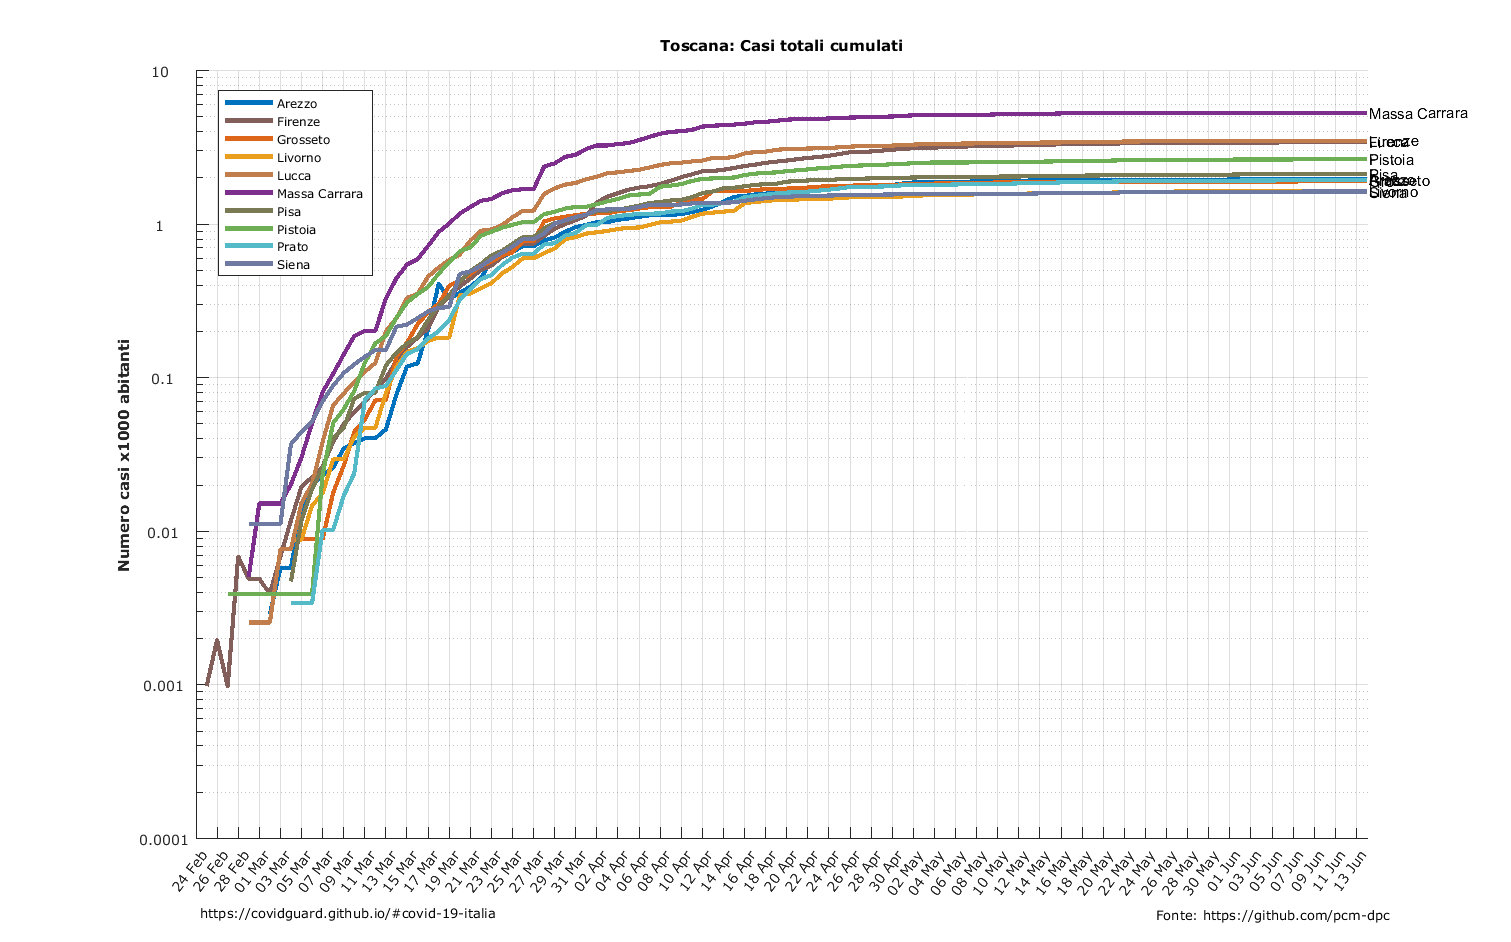 Toscana: Casi totali cumulati
10
1
0.1
0.01
0.001
0.0001
Numero casi x1000 abitanti
Arezzo
Firenze
Grosseto
Livorno
Lucca
Massa Carrara
Pisa
Pistoia
Prato
Siena
Massa Carrara
Firenze
Lucca
Pistoia
Pisa
Grosseto
Livorno
Siena
24 Feb
26 Feb
28 Feb
01 Mar
03 Mar
05 Mar
07 Mar
09 Mar
11 Mar
13 Mar
15 Mar
17 Mar
19 Mar
21 Mar
23 Mar
25 Mar
27 Mar
29 Mar
31 Mar
02 Apr
04 Apr
06 Apr
08 Apr
10 Apr
12 Apr
14 Apr
16 Apr
18 Apr
20 Apr
22 Apr
24 Apr
26 Apr
28 Apr
30 Apr
02 May
04 May
06 May
08 May
10 May
12 May
14 May
16 May
18 May
20 May
22 May
24 May
26 May
28 May
30 May
01 Jun
03 Jun
05 Jun
07 Jun
09 Jun
11 Jun
13 Jun
https://covidguard.github.io/#covid-19-italia
Fonte: https://github.com/pcm-dpc